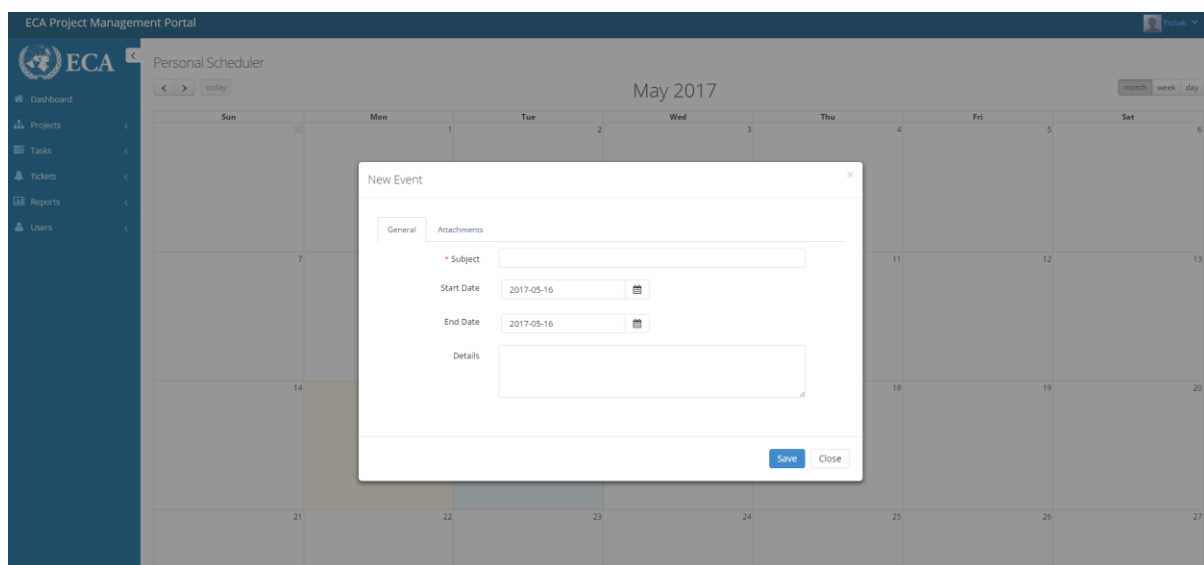 ECA Project Management Portal
Yishak
ECA
Personal Scheduler
today
May 2017
month week day
Dashboard
Projects
Tasks
Tickets
Reports
Users
Sun Mon Tue Wed Thu Fri Sat
30 1 2 3 4 5 6
New Event ×
General Attachments
* Subject
Start Date 2017-05-16
End Date 2017-05-16
Details
Save Close
7 11 12 13
14 18 19 20
21 22 23 24 25 26 27